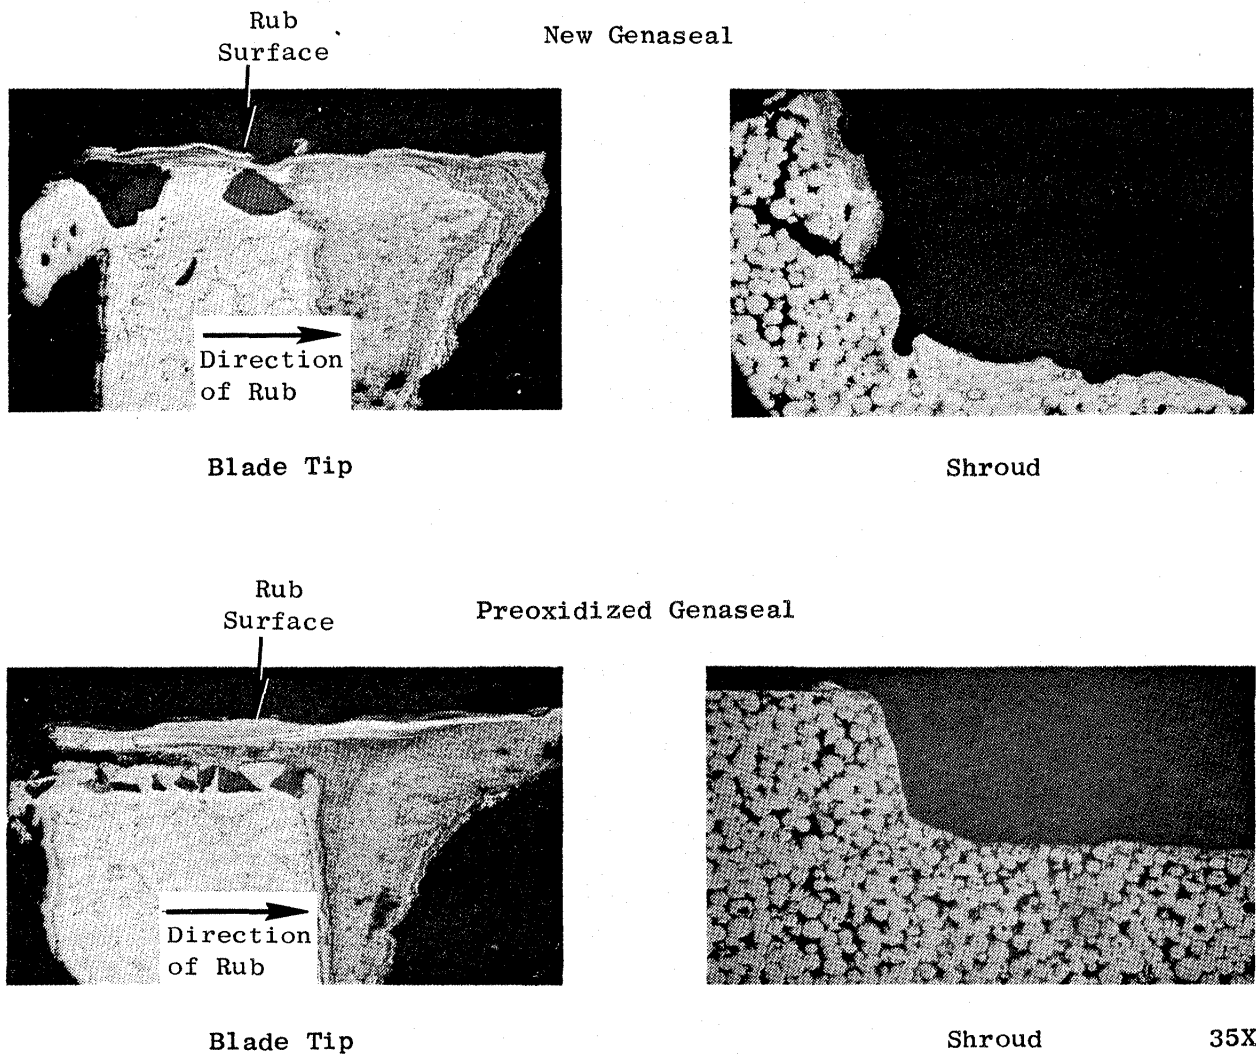 Rub
Surface
New Genaseal
Direction
of Rub
Blade Tip
Shroud
Rub
Surface
Preoxidized Genaseal
Direction
of Rub
Blade Tip
Shroud
35X